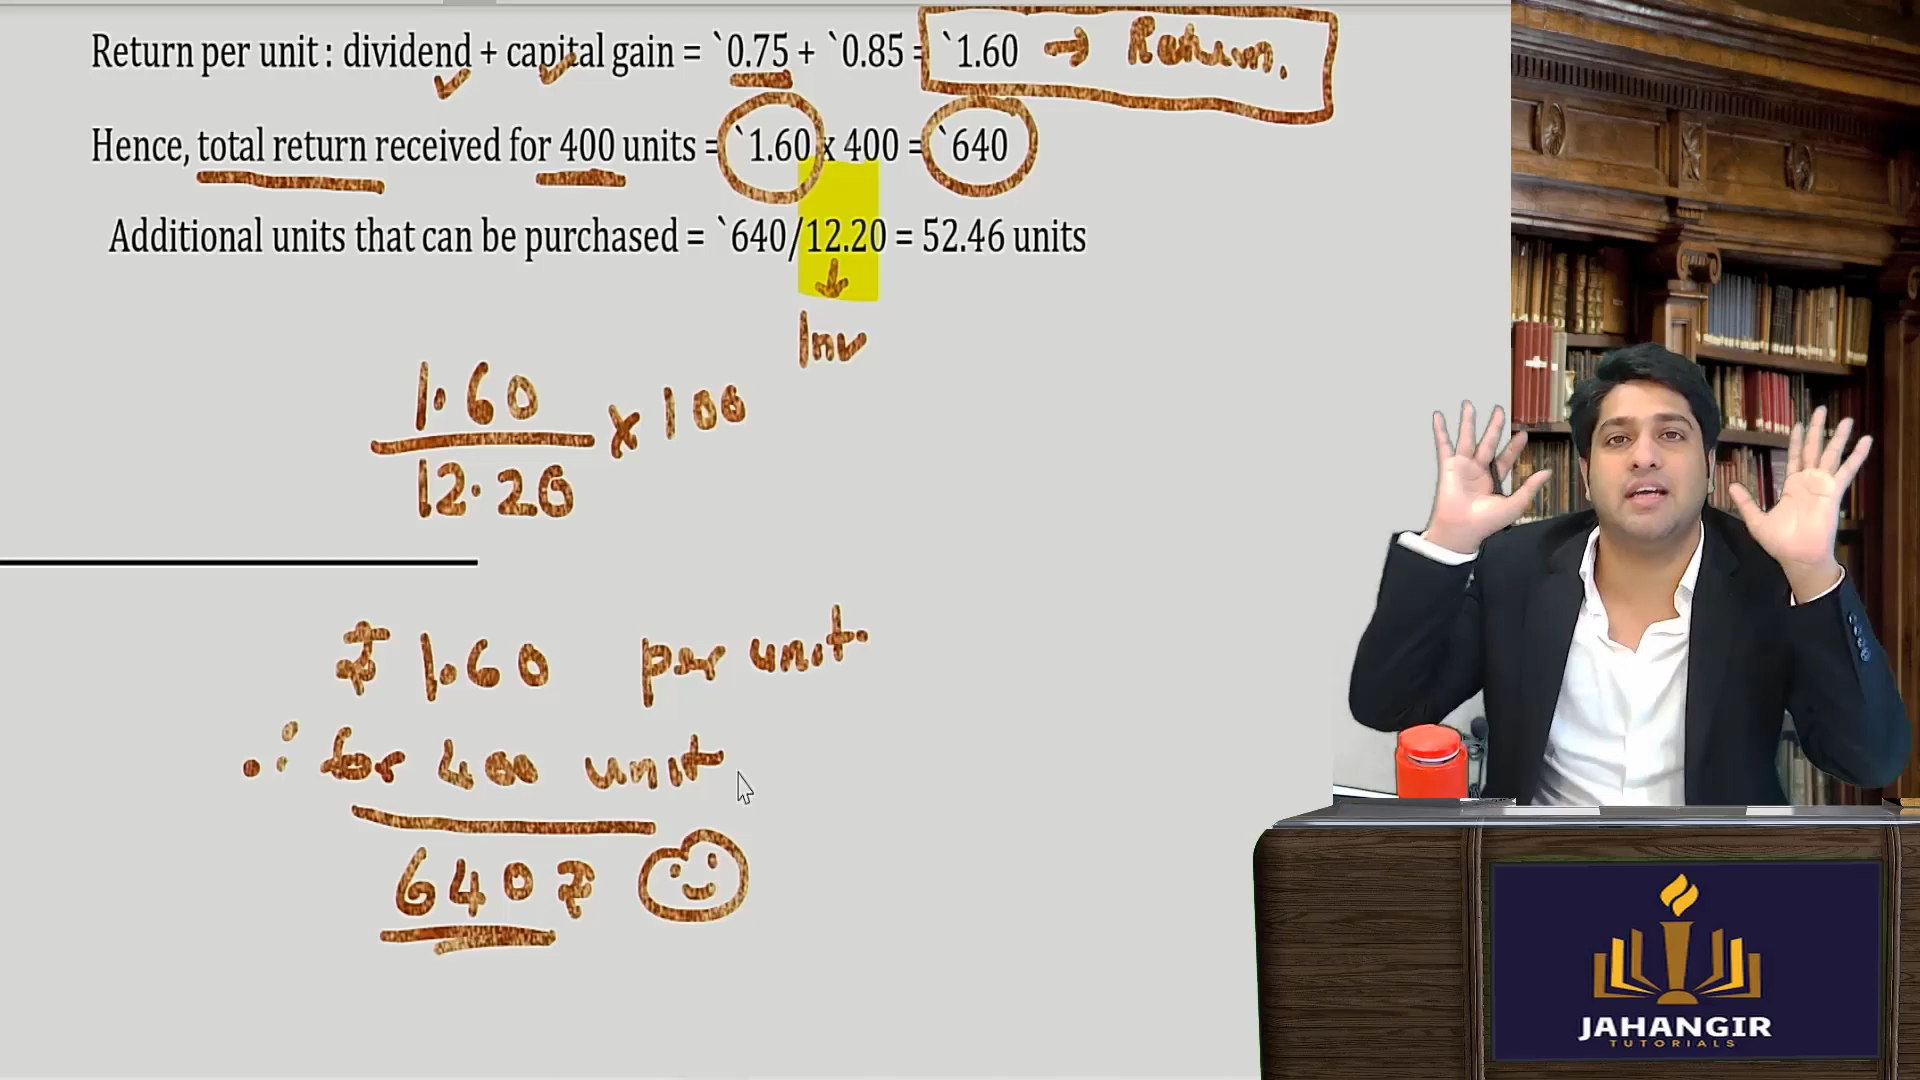 Return per unit : dividend + capital gain = `0.75 + `0.85 = `1.60 → Return.
Hence, total return received for 400 units = `1.60 x 400 = `640
Additional units that can be purchased = `640/12.20 = 52.46 units
↓
Inv
1.60
12.20
x 100
₹ 1.60 per unit.
∴ for 400 unit
640 ₹
JAHANGIR
TUTORIALS